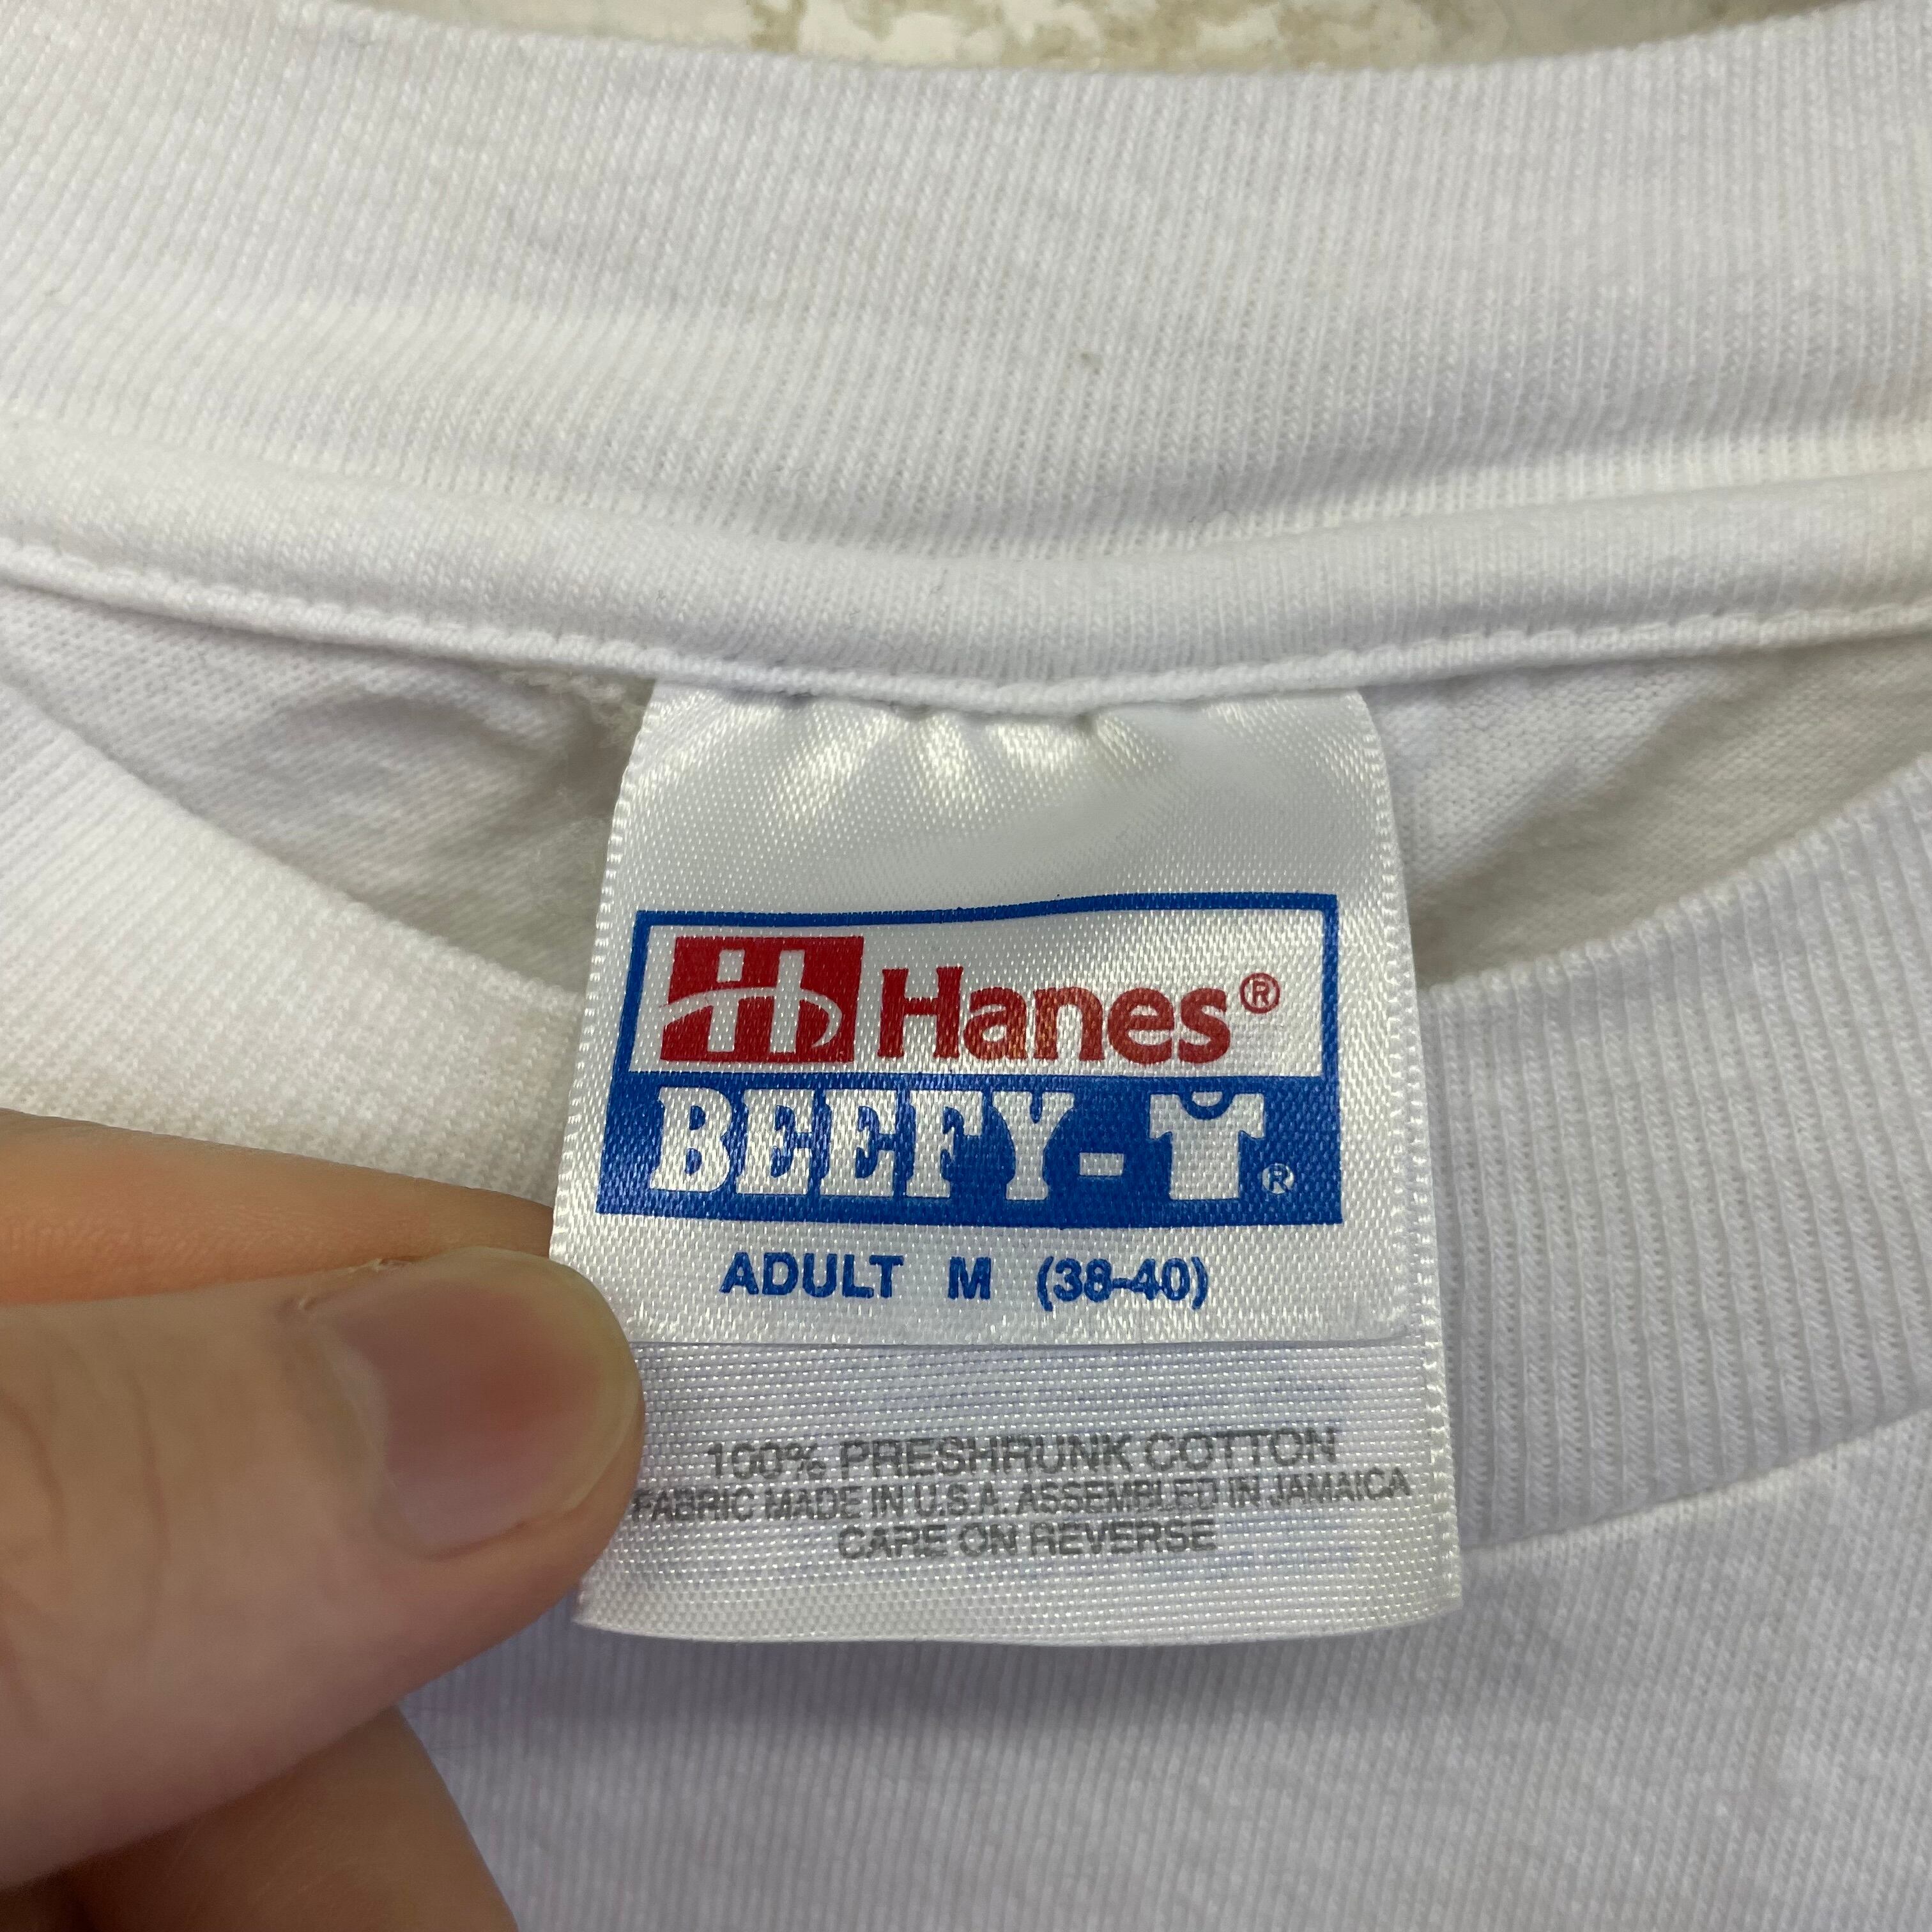 Hanes®
BEEFY-T®
ADULT M (38-40)
100% PRESHRUNK COTTON
FABRIC MADE IN U.S.A. ASSEMBLED IN JAMAICA
CARE ON REVERSE